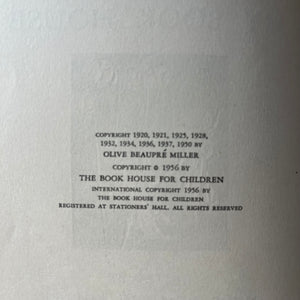 COPYRIGHT 1920, 1921, 1925, 1928,
1932, 1934, 1936, 1937, 1950 BY
OLIVE BEAUPRÉ MILLER
COPYRIGHT © 1956 BY
THE BOOK HOUSE FOR CHILDREN
INTERNATIONAL COPYRIGHT 1956 BY
THE BOOK HOUSE FOR CHILDREN
REGISTERED AT STATIONERS' HALL. ALL RIGHTS RESERVED